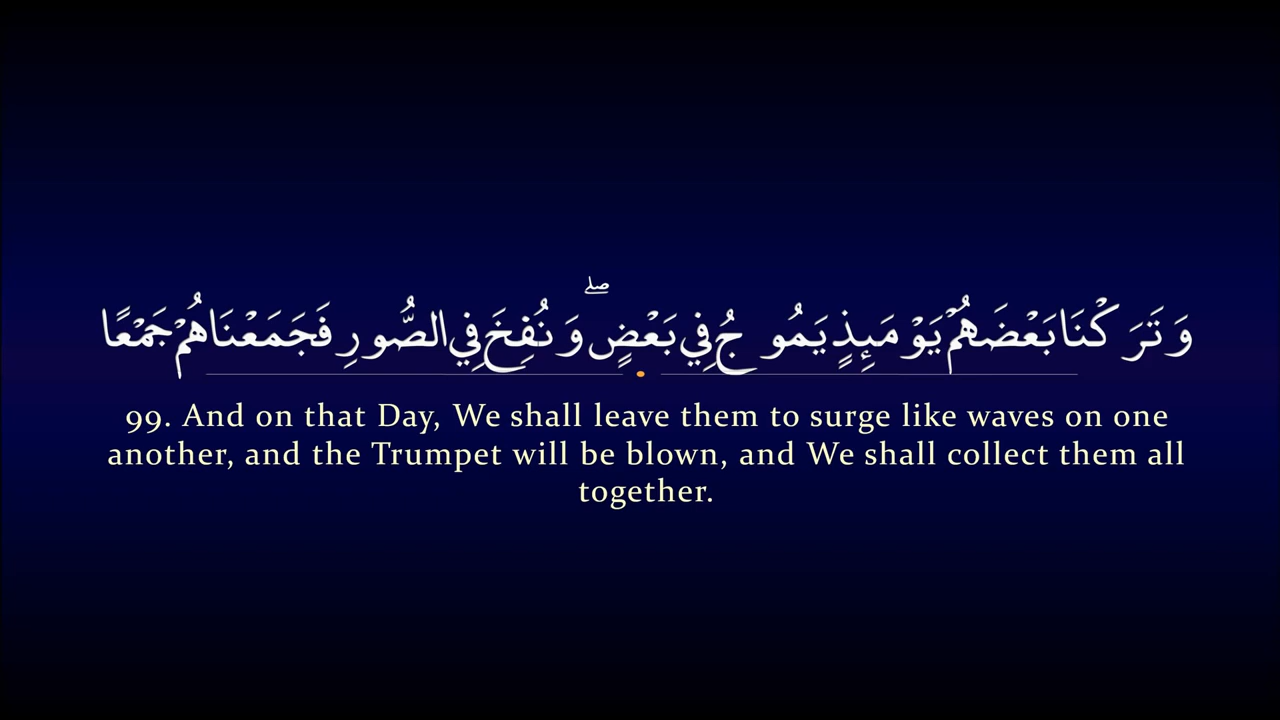 وَتَرَكْنَا بَعْضَهُمْ يَوْمَئِذٍ يَمُوجُ فِي بَعْضٍ ۖ وَنُفِخَ فِي الصُّورِ فَجَمَعْنَاهُمْ جَمْعًا
99. And on that Day, We shall leave them to surge like waves on one
another, and the Trumpet will be blown, and We shall collect them all
together.